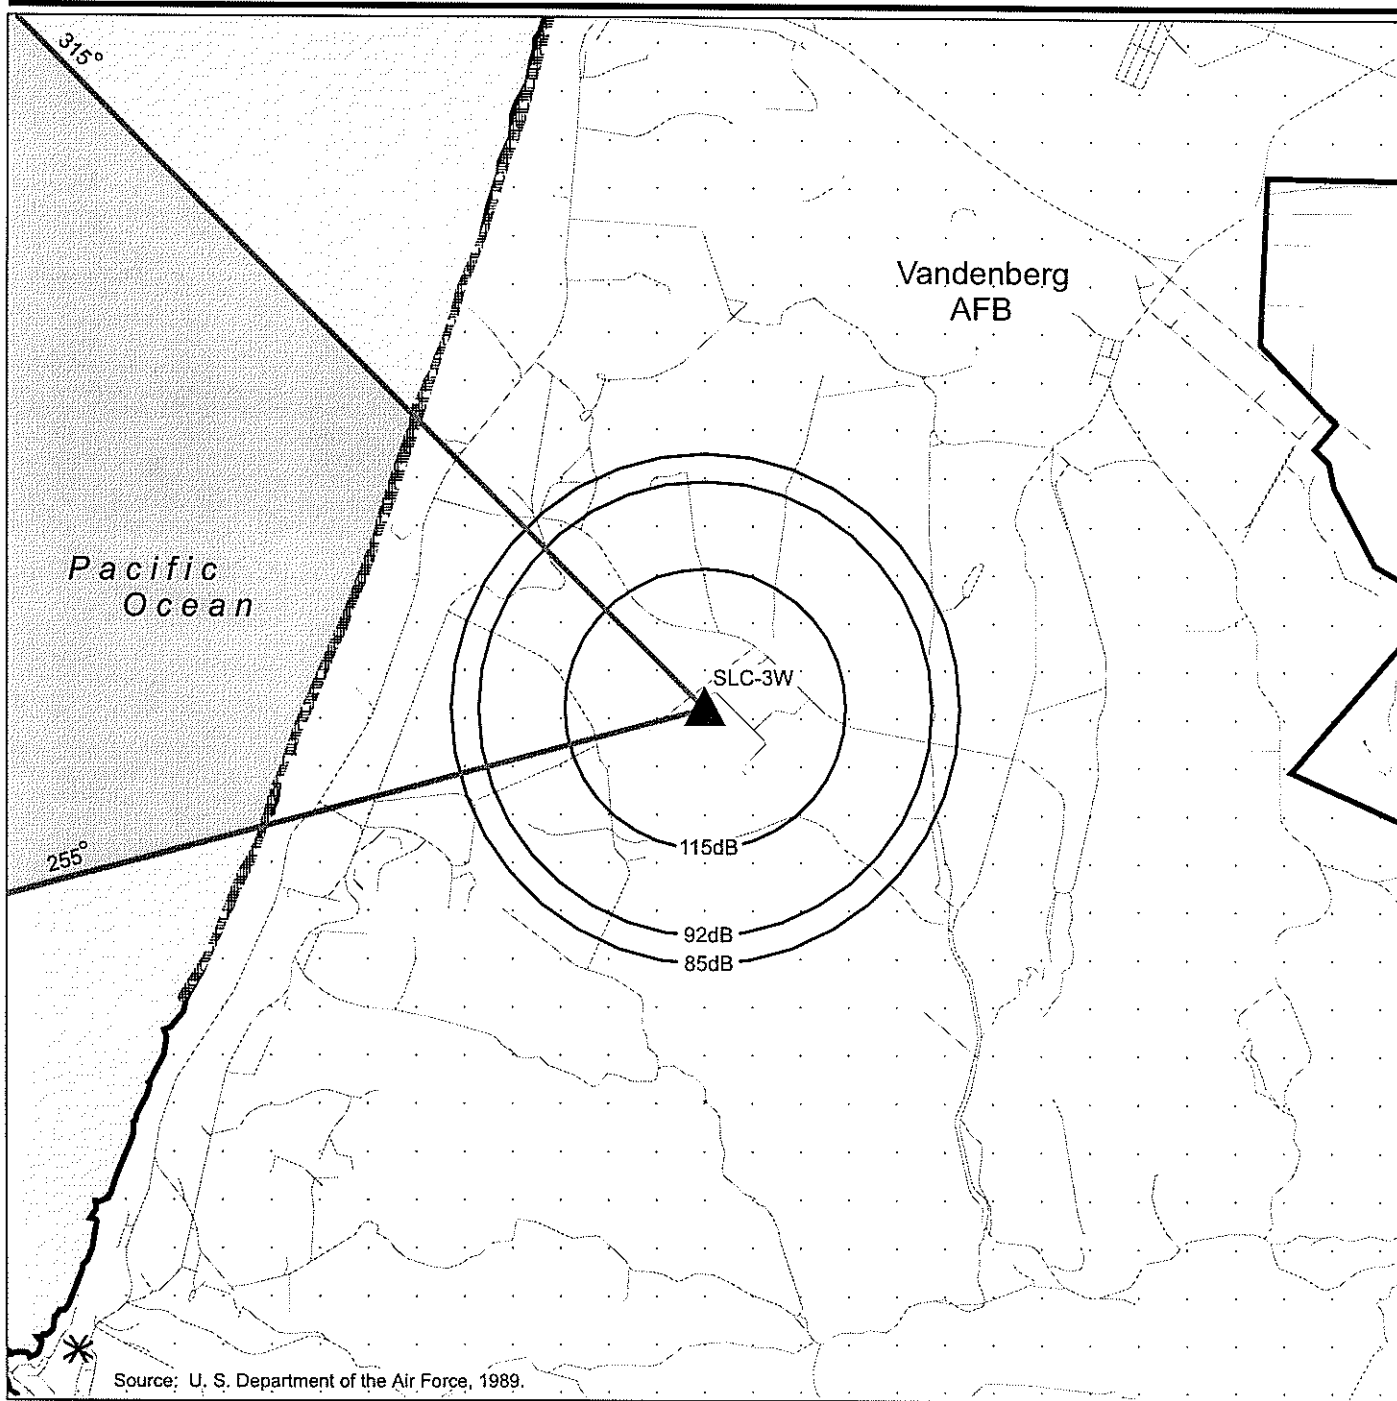 315°
Vandenberg
AFB
Pacific
Ocean
SLC-3W
255°
115dB
92dB
85dB
Source: U. S. Department of the Air Force, 1989.